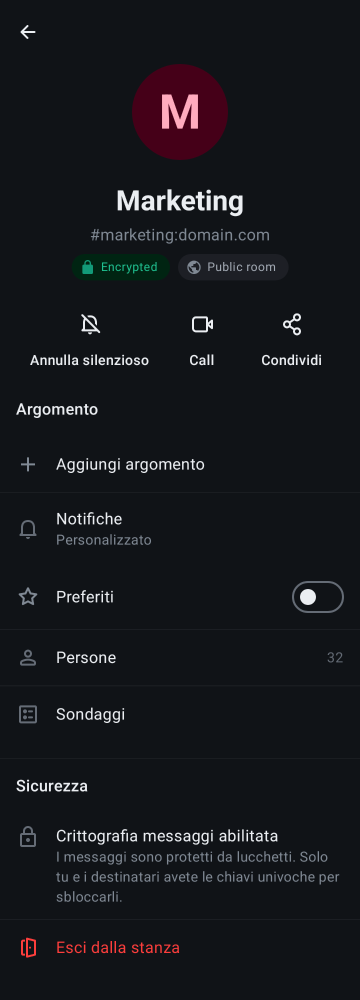 M
Marketing
#marketing:domain.com
Encrypted
Public room
Annulla silenzioso
Call
Condividi
Argomento
Aggiungi argomento
Notifiche
Personalizzato
Preferiti
Persone
32
Sondaggi
Sicurezza
Crittografia messaggi abilitata
I messaggi sono protetti da lucchetti. Solo
tu e i destinatari avete le chiavi univoche per
sbloccarli.
Esci dalla stanza